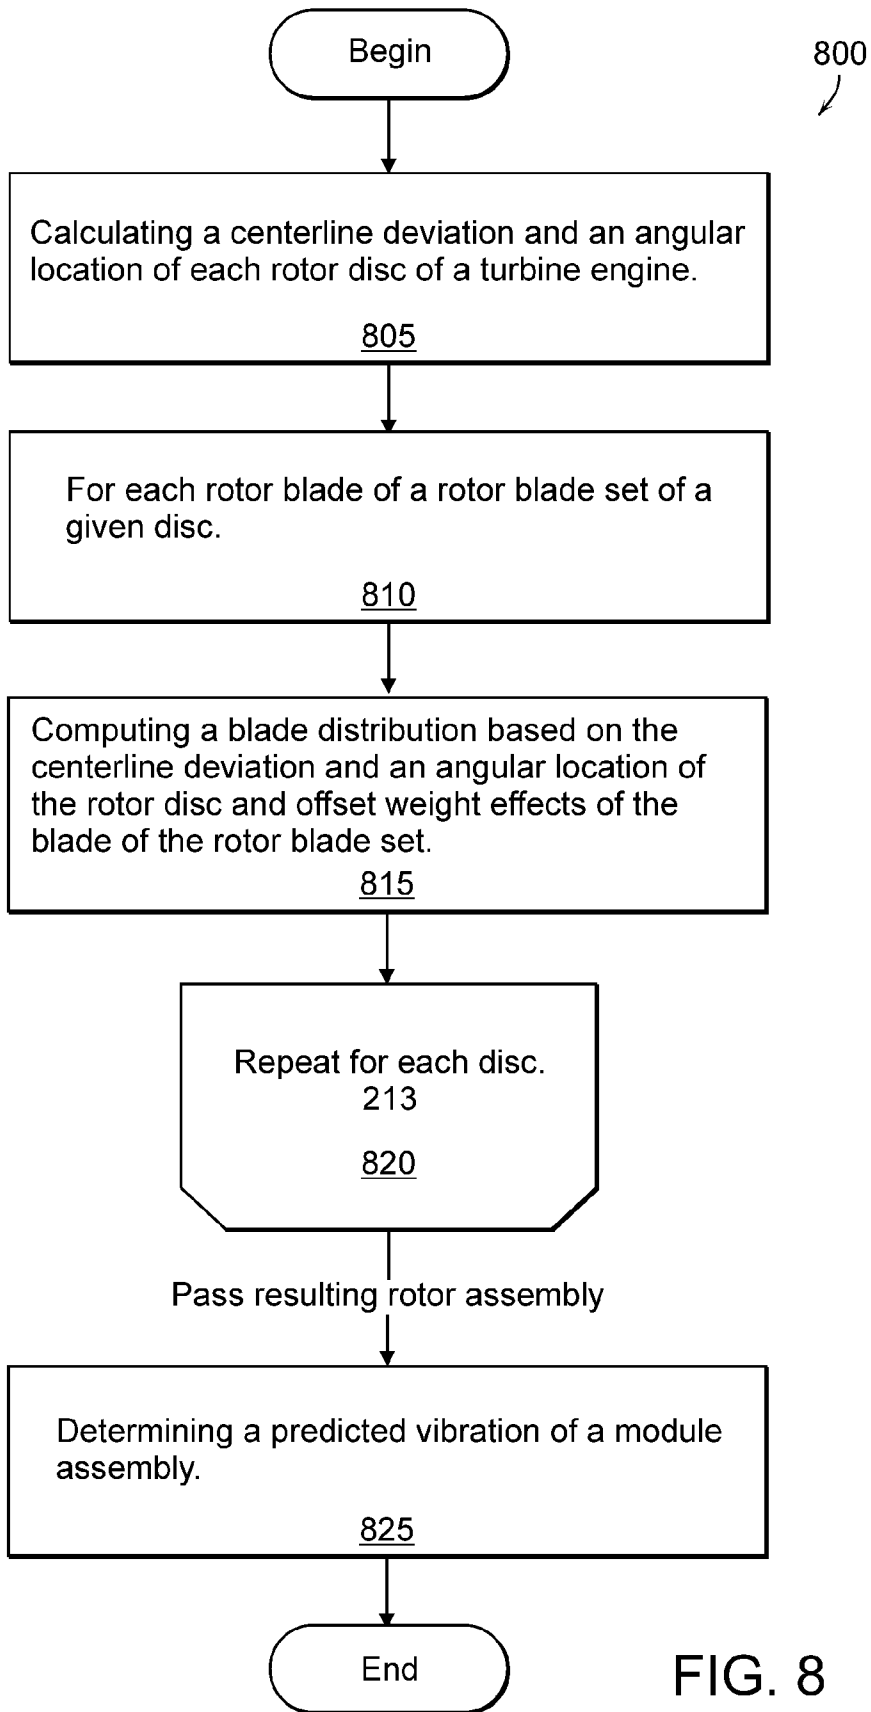 Begin
800
Calculating a centerline deviation and an angular
location of each rotor disc of a turbine engine.
805
For each rotor blade of a rotor blade set of a
given disc.
810
Computing a blade distribution based on the
centerline deviation and an angular location of
the rotor disc and offset weight effects of the
blade of the rotor blade set.
815
Repeat for each disc.
213
820
Pass resulting rotor assembly
Determining a predicted vibration of a module
assembly.
825
End
FIG. 8